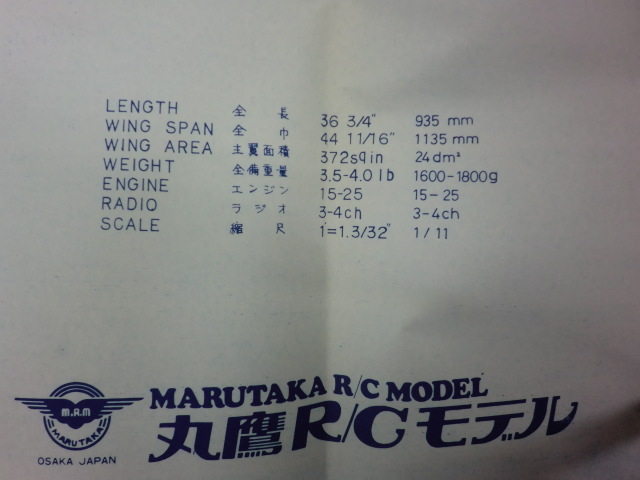 LENGTH 全長 36 3/4" 935 mm
WING SPAN 全巾 44 11/16" 1135 mm
WING AREA 主翼面積 372sq in 24dm²
WEIGHT 全備重量 3.5-4.0 lb 1600-1800g
ENGINE エンジン 15-25 15-25
RADIO ラジオ 3-4ch 3-4ch
SCALE 縮尺 1'=1.3/32" 1/11
M.R.M
MARUTAKA
OSAKA JAPAN
MARUTAKA R/C MODEL
丸鷹 R/Cモデル